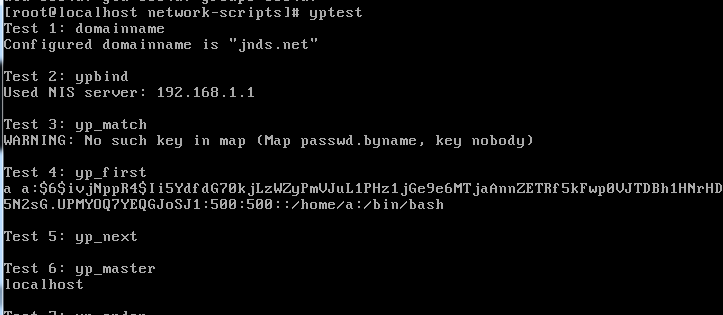 [root@localhost network-scripts]# yptest
Test 1: domainname
Configured domainname is "jnds.net"
Test 2: ypbind
Used NIS server: 192.168.1.1
Test 3: yp_match
WARNING: No such key in map (Map passwd.byname, key nobody)
Test 4: yp_first
a a:$6$ivjNppR4$Ii5YdfdG70kjLzWZyPmVJuL1PHz1jGe9e6MTjaAnnZETRf5kFwp0VJTDBh1HNrHD
5N2sG.UPMYOQ7YEQGJoSJ1:500:500::/home/a:/bin/bash
Test 5: yp_next
Test 6: yp_master
localhost